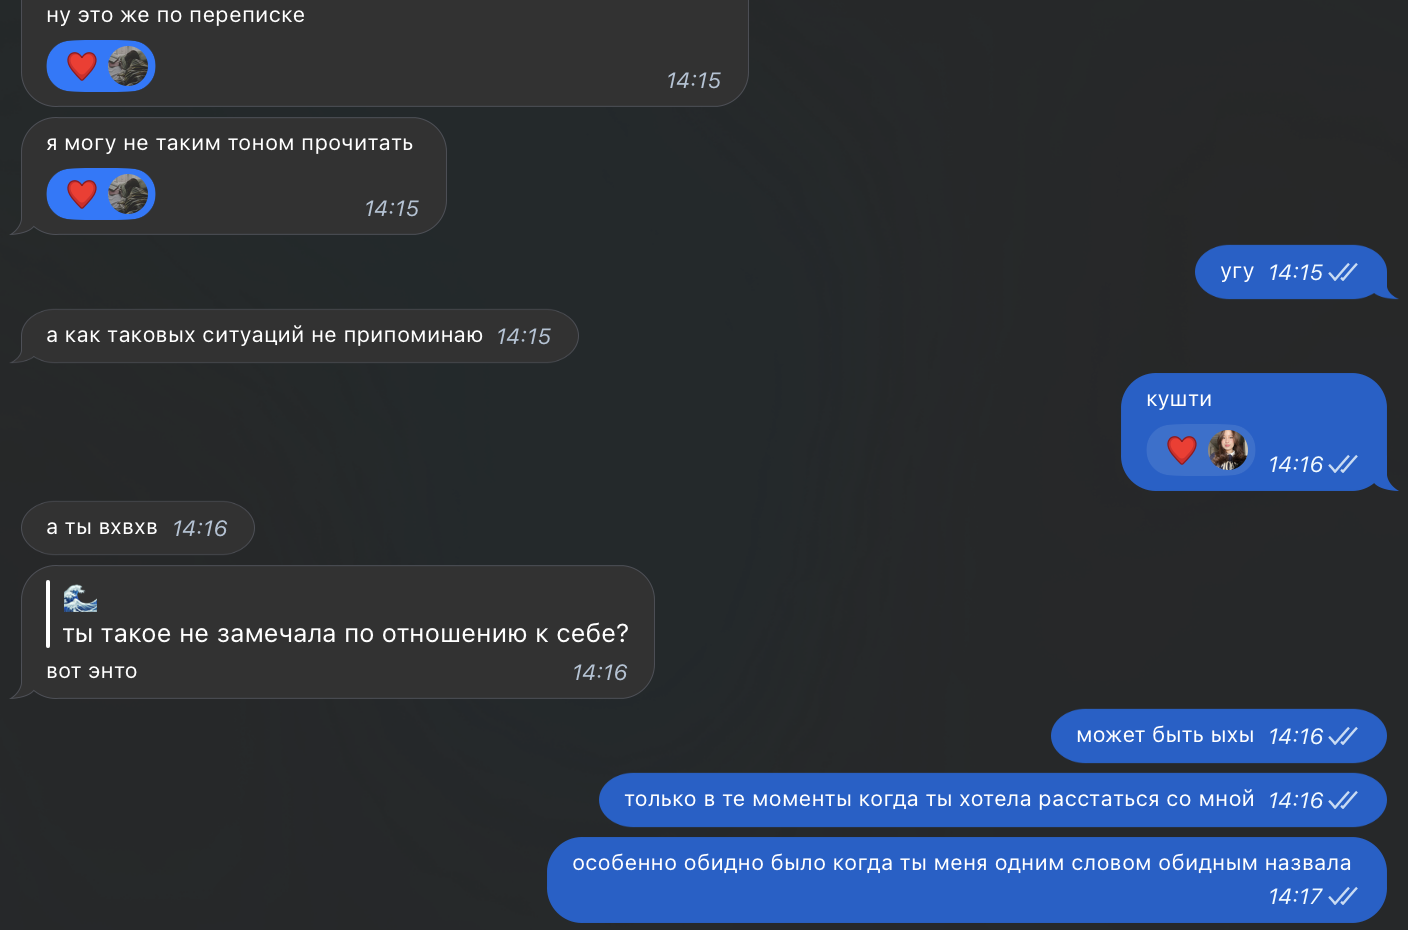 ну это же по переписке
14:15
я могу не таким тоном прочитать
14:15
угу 14:15
а как таковых ситуаций не припоминаю 14:15
кушти
14:16
а ты вхвхв 14:16
ты такое не замечала по отношению к себе?
вот энто 14:16
может быть ыхы 14:16
только в те моменты когда ты хотела расстаться со мной 14:16
особенно обидно было когда ты меня одним словом обидным назвала
14:17